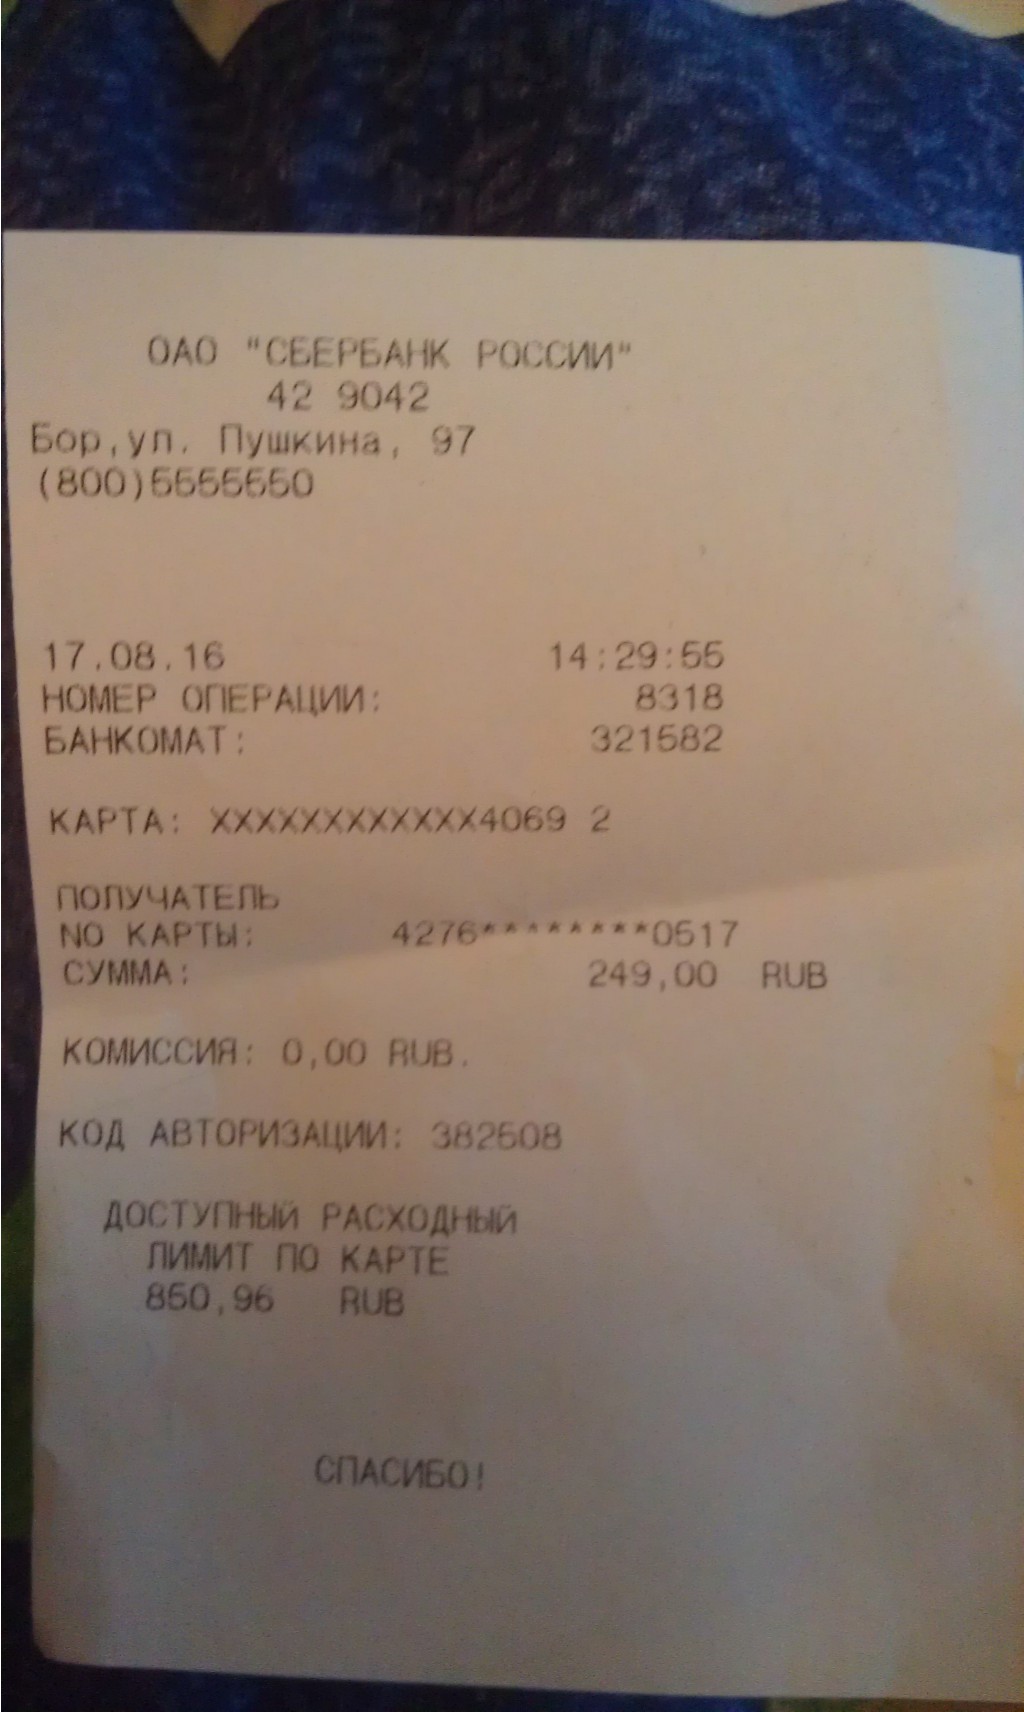 ОАО "СБЕРБАНК РОССИИ"
42 9042
Бор,ул. Пушкина, 97
(800)5555550
17.08.16 14:29:55
НОМЕР ОПЕРАЦИИ: 8318
БАНКОМАТ: 321582
КАРТА: XXXXXXXXXXXX4069 2
ПОЛУЧАТЕЛЬ
NO КАРТЫ: 4276********0517
СУММА: 249,00 RUB
КОМИССИЯ: 0,00 RUB.
КОД АВТОРИЗАЦИИ: 382508
ДОСТУПНЫЙ РАСХОДНЫЙ
ЛИМИТ ПО КАРТЕ
850,96 RUB
СПАСИБО!